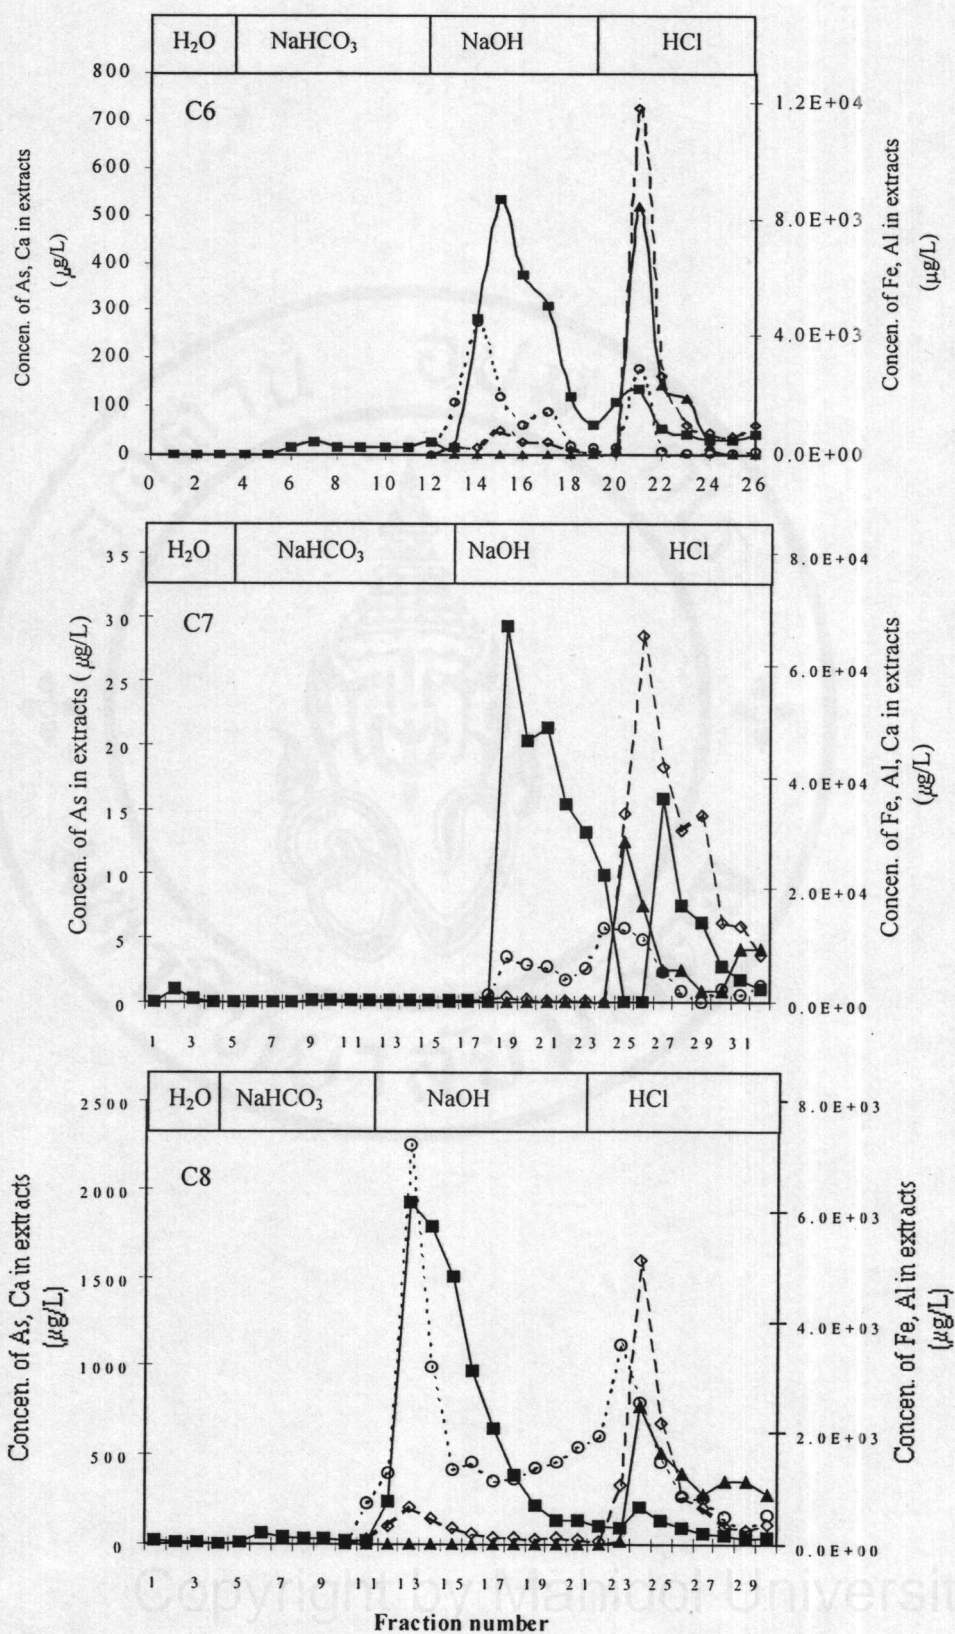 H₂O NaHCO₃ NaOH HCl
C6
800
700
600
500
400
300
200
100
0
1.2E+04
8.0E+03
4.0E+03
0.0E+00
Concen. of As, Ca in extracts
(µg/L)
Concen. of Fe, Al in extracts
(µg/L)
0 2 4 6 8 10 12 14 16 18 20 22 24 26
H₂O NaHCO₃ NaOH HCl
C7
35
30
25
20
15
10
5
0
8.0E+04
6.0E+04
4.0E+04
2.0E+04
0.0E+00
Concen. of As in extracts (µg/L)
Concen. of Fe, Al, Ca in extracts
(µg/L)
1 3 5 7 9 11 13 15 17 19 21 23 25 27 29 31
H₂O NaHCO₃ NaOH HCl
C8
2500
2000
1500
1000
500
0
8.0E+03
6.0E+03
4.0E+03
2.0E+03
0.0E+00
Concen. of As, Ca in extracts
(µg/L)
Concen. of Fe, Al in extracts
(µg/L)
1 3 5 7 9 11 13 15 17 19 21 23 25 27 29
Fraction number
Copyright by Mahidol Universit